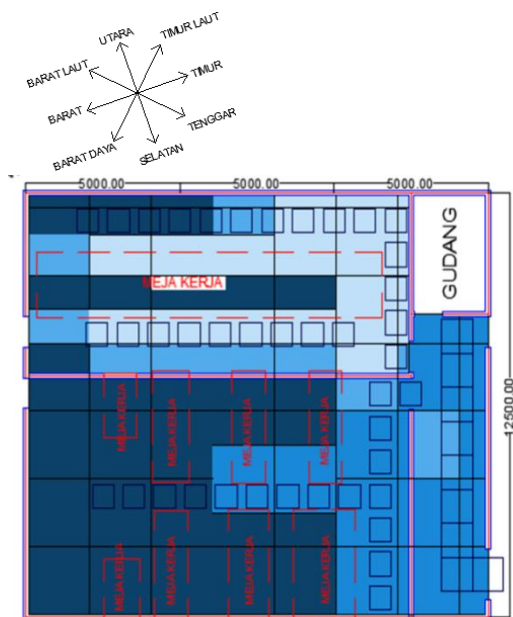 UTARA
TIMUR LAUT
BARAT LAUT
TIMUR
BARAT
TENGGAR
BARAT DAYA
SELATAN
5000.00
5000.00
5000.00
GUDANG
MEJA KERJA
12500.00
MEJA KERJA
MEJA KERJA
MEJA KERJA
MEJA KERJA
MEJA KERJA
MEJA KERJA
MEJA KERJA
MEJA KERJA